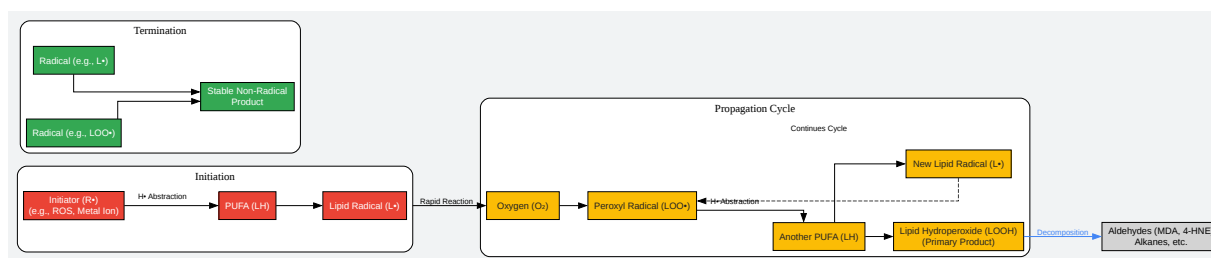 Termination
Radical (e.g., L•)
Stable Non-Radical
Product
Radical (e.g., LOO•)
Initiation
Initiator (R•)
(e.g., ROS, Metal Ion)
H• Abstraction
PUFA (LH)
Lipid Radical (L•)
Rapid Reaction
Propagation Cycle
Continues Cycle
New Lipid Radical (L•)
Oxygen (O₂)
Peroxyl Radical (LOO•)
H• Abstraction
Another PUFA (LH)
Lipid Hydroperoxide (LOOH)
(Primary Product)
Decomposition
Aldehydes (MDA, 4-HNE
Alkanes, etc.